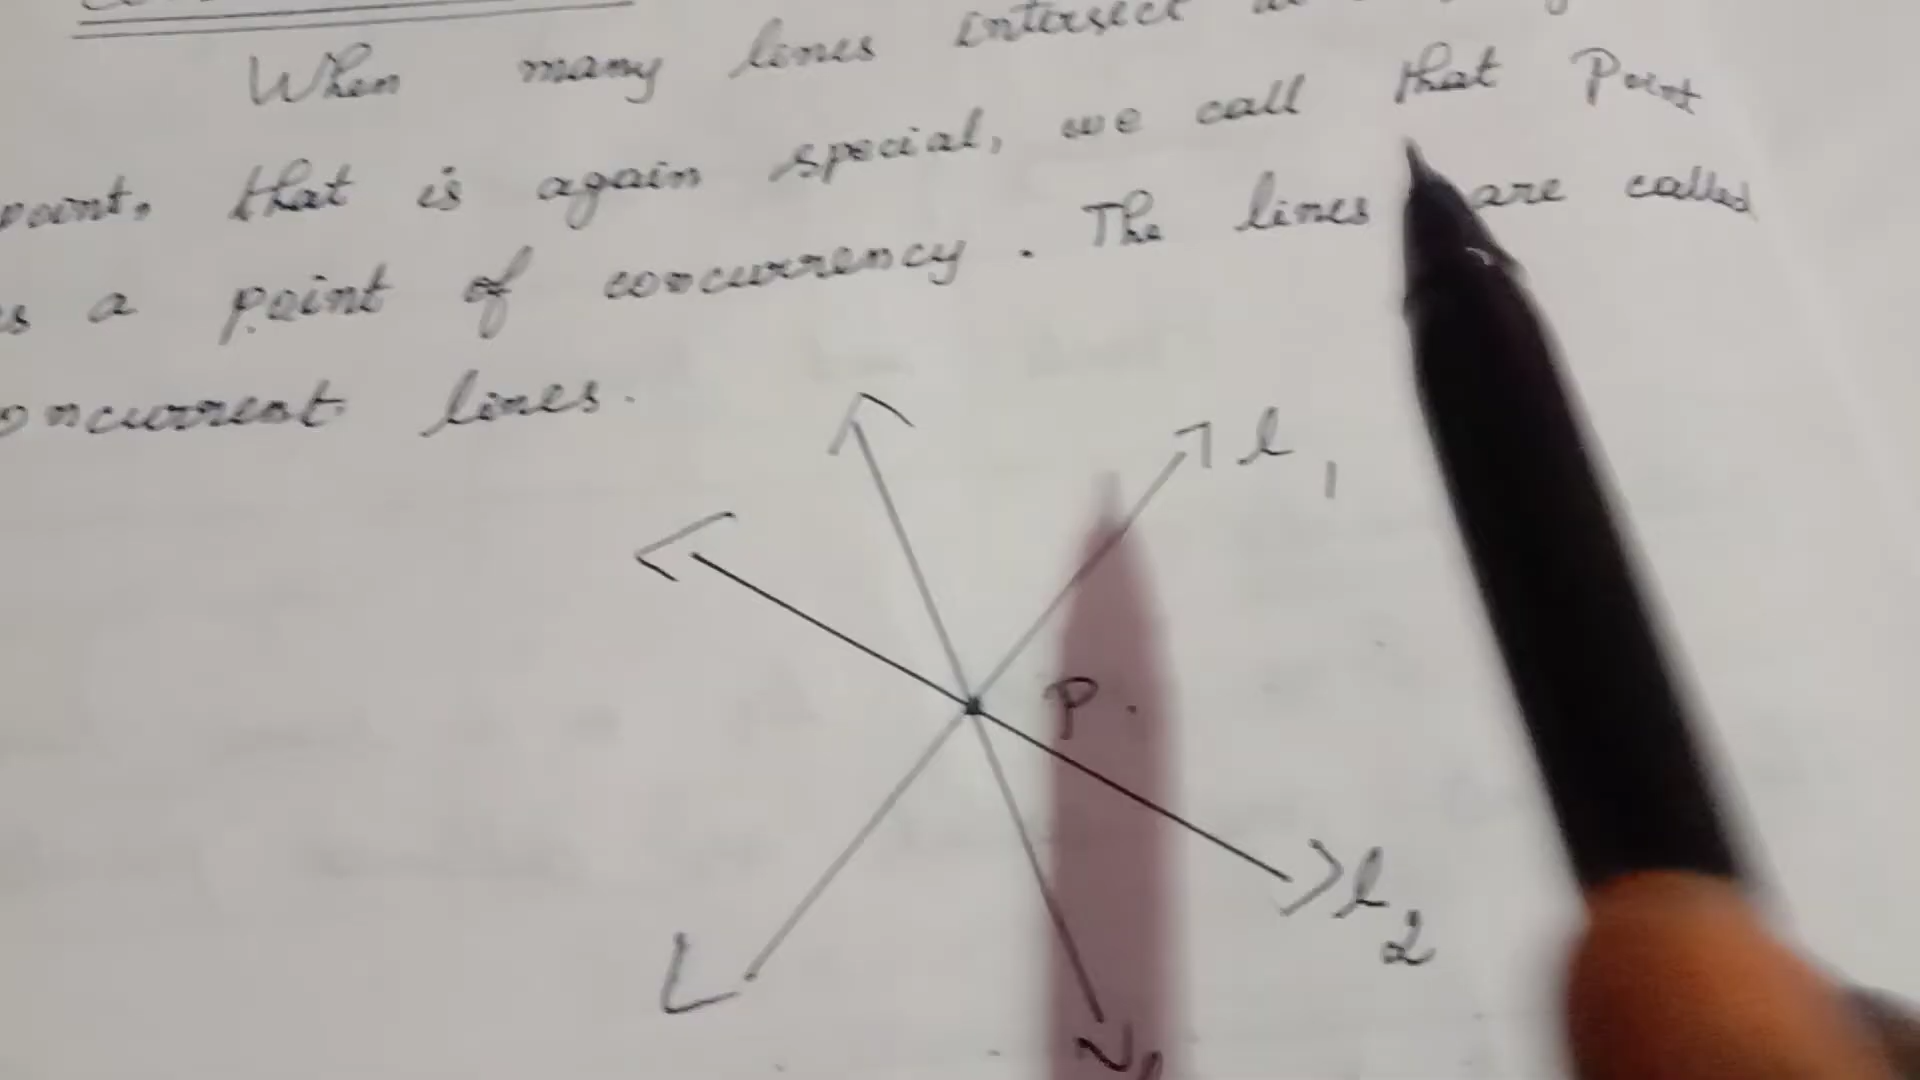 When many lines intersect
point, that is again special, we call that Point
as a point of concurrency. The lines are called
concurrent lines.
l1
P.
l2